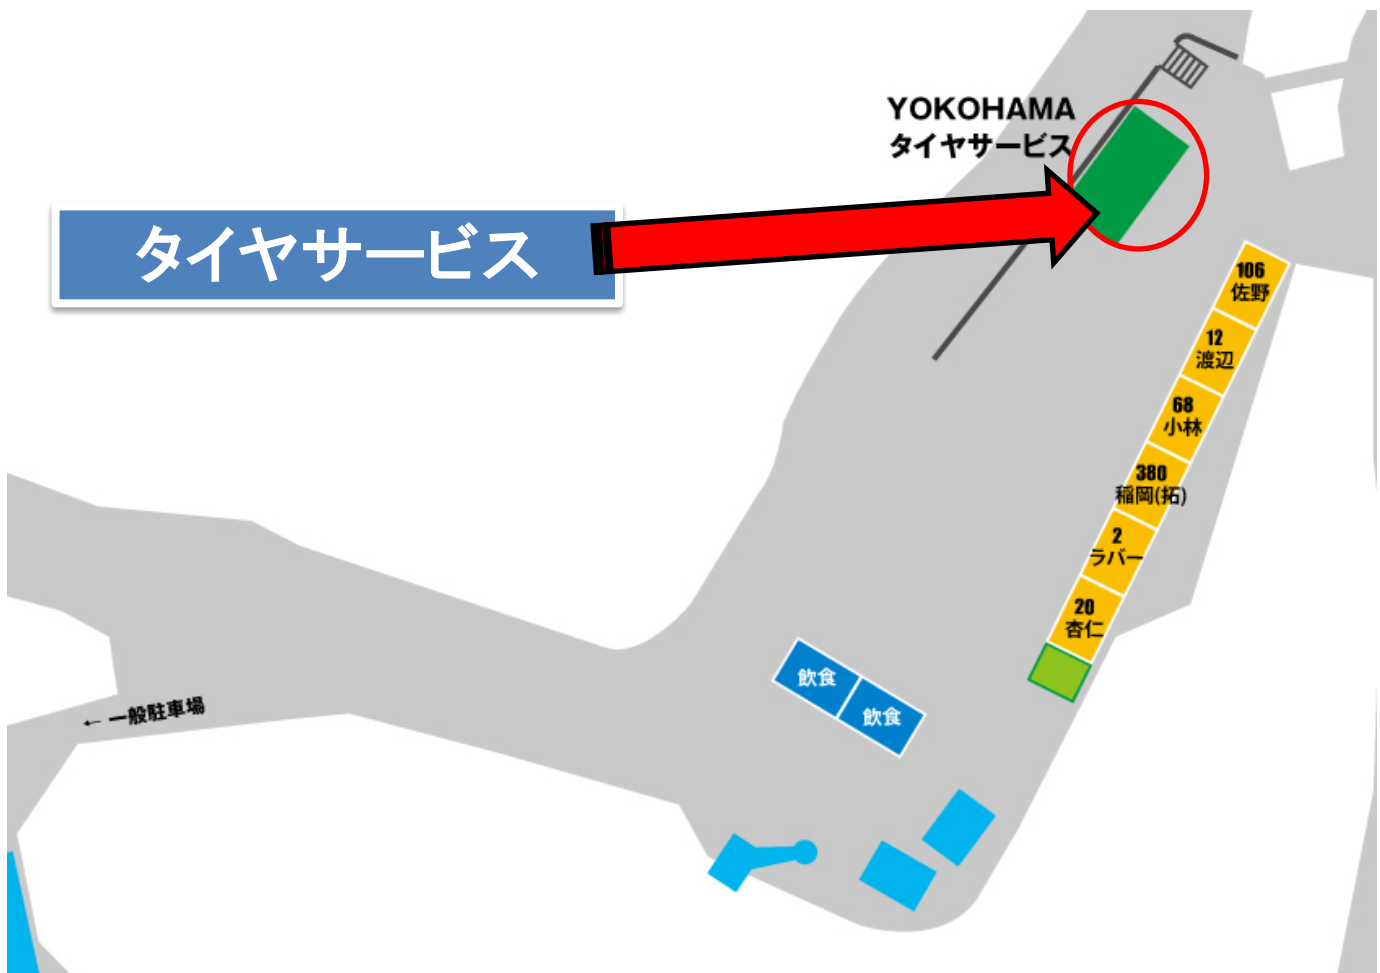 YOKOHAMA
タイヤサービス
タイヤサービス
106
佐野
12
渡辺
68
小林
380
稲岡(拓)
2
ラバー
20
杏仁
飲食
飲食
← 一般駐車場